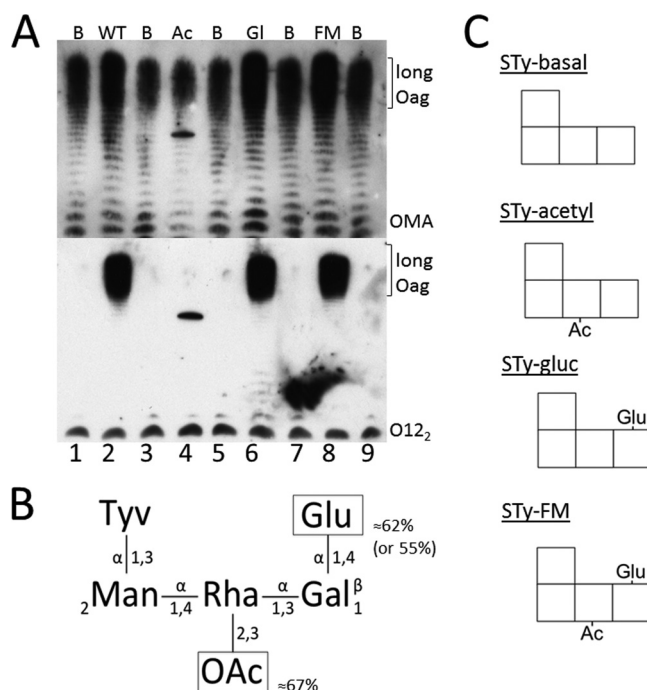 A
B WT B Ac B Gl B FM B
long
Oag
OMA
long
Oag
O12₂
1 2 3 4 5 6 7 8 9
B
Tyv
α 1,3
Glu ≈62%
(or 55%)
α 1,4
₂Man α 1,4 Rha α 1,3 Gal β 1
2,3
OAc ≈67%
C
STy-basal
STy-acetyl
Ac
STy-gluc
Glu
STy-FM
Glu
Ac